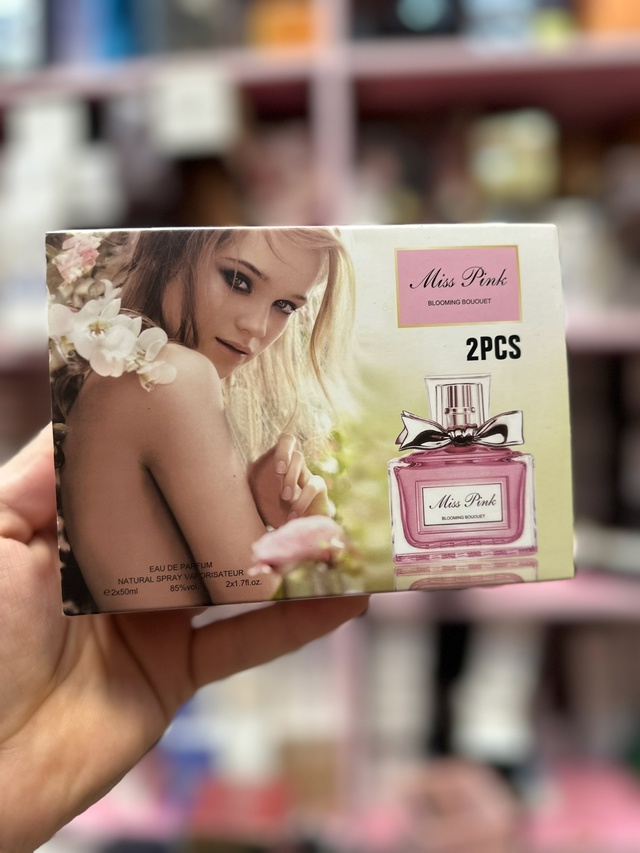 Miss Pink
BLOOMING BOUQUET
2PCS
Miss Pink
BLOOMING BOUQUET
EAU DE PARFUM
NATURAL SPRAY VAPORISATEUR
℮2x50ml 85%vol 2x1.7fl.oz.